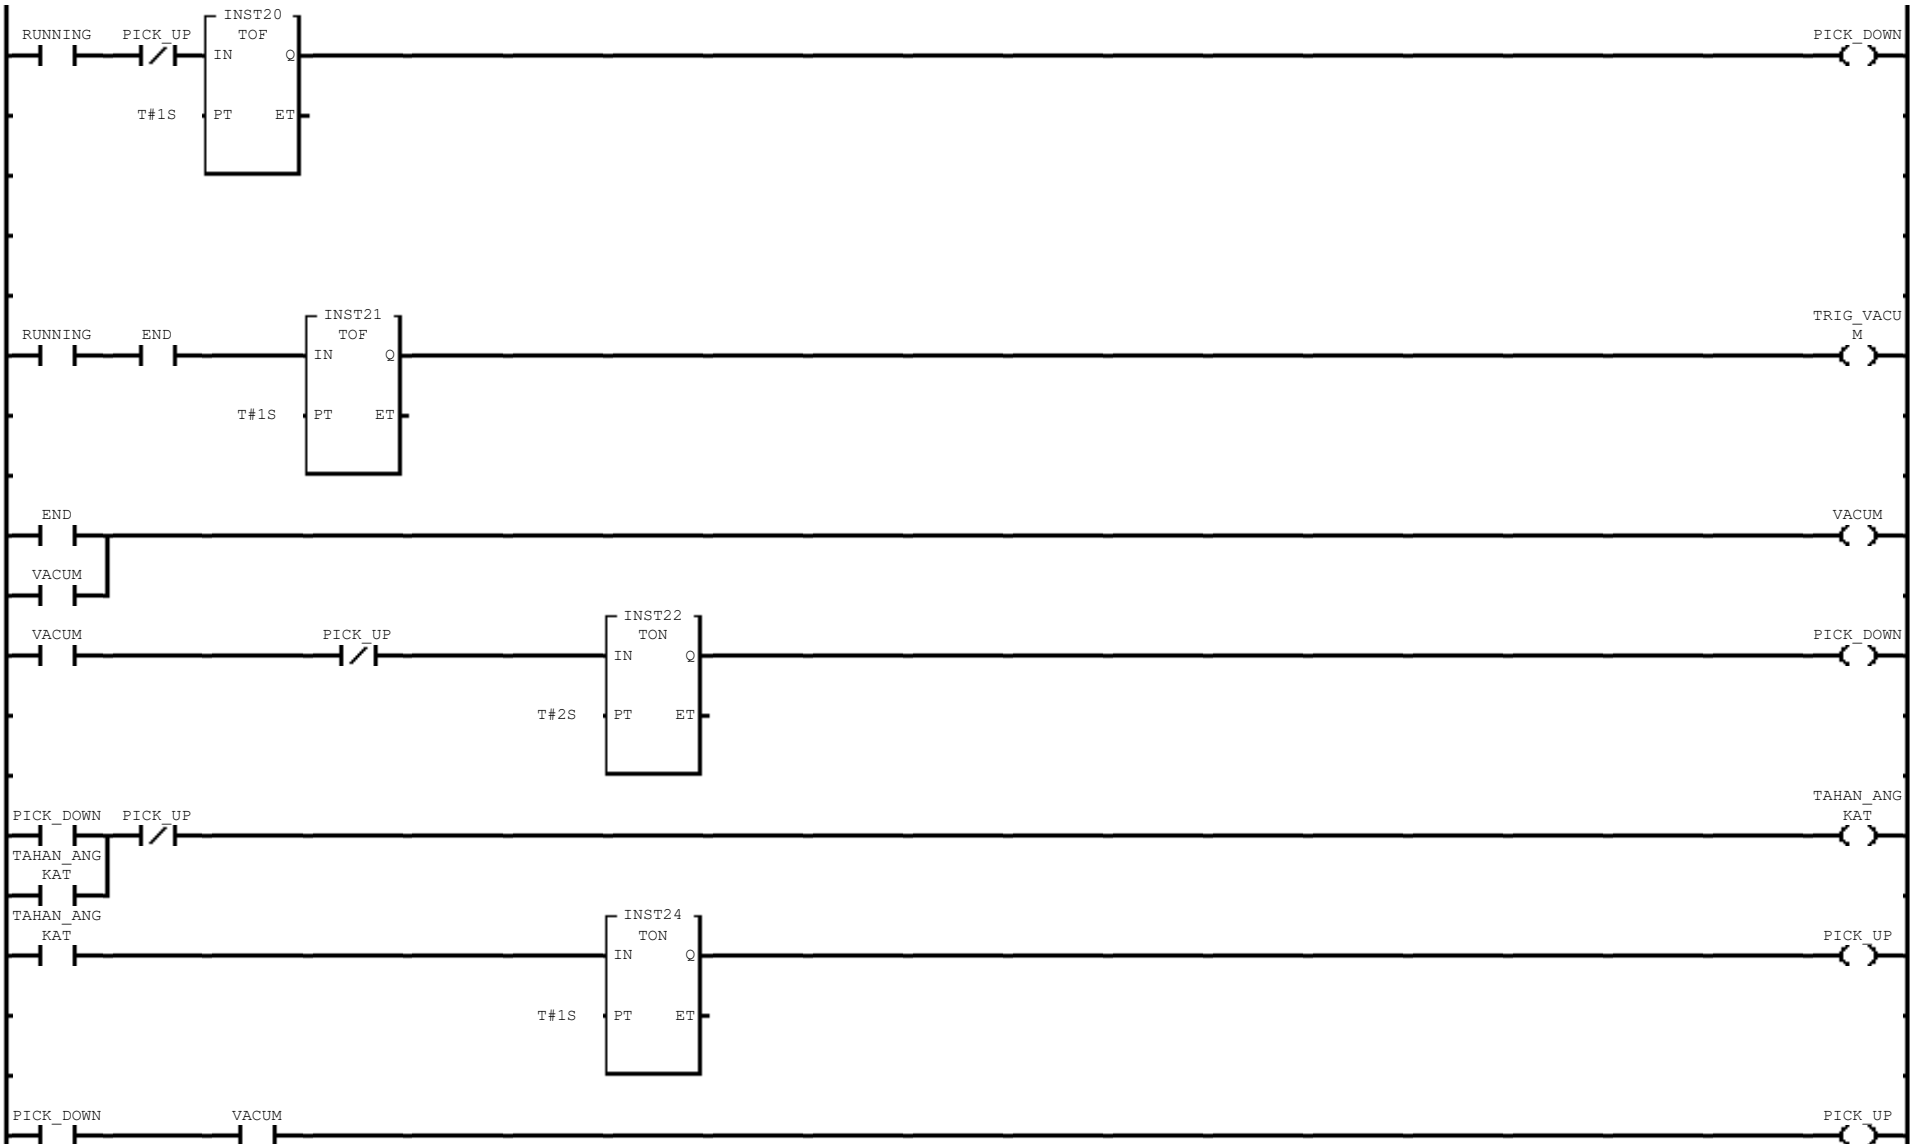 INST20
RUNNING PICK_UP TOF PICK_DOWN
IN Q
T#1S PT ET
INST21 TRIG_VACU
RUNNING END TOF M
IN Q
T#1S PT ET
END VACUM
VACUM
INST22
VACUM PICK_UP TON PICK_DOWN
IN Q
T#2S PT ET
TAHAN_ANG
PICK_DOWN PICK_UP KAT
TAHAN_ANG
KAT
TAHAN_ANG INST24
KAT TON PICK_UP
IN Q
T#1S PT ET
PICK_DOWN VACUM PICK_UP